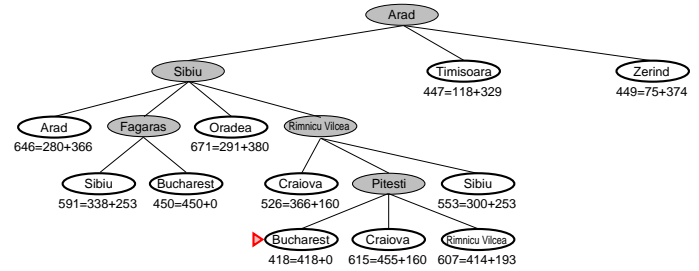 Arad
Sibiu Timisoara Zerind
447=118+329 449=75+374
Arad Fagaras Oradea Rimnicu Vilcea
646=280+366 671=291+380
Sibiu Bucharest Craiova Pitesti Sibiu
591=338+253 450=450+0 526=366+160 553=300+253
Bucharest Craiova Rimnicu Vilcea
418=418+0 615=455+160 607=414+193